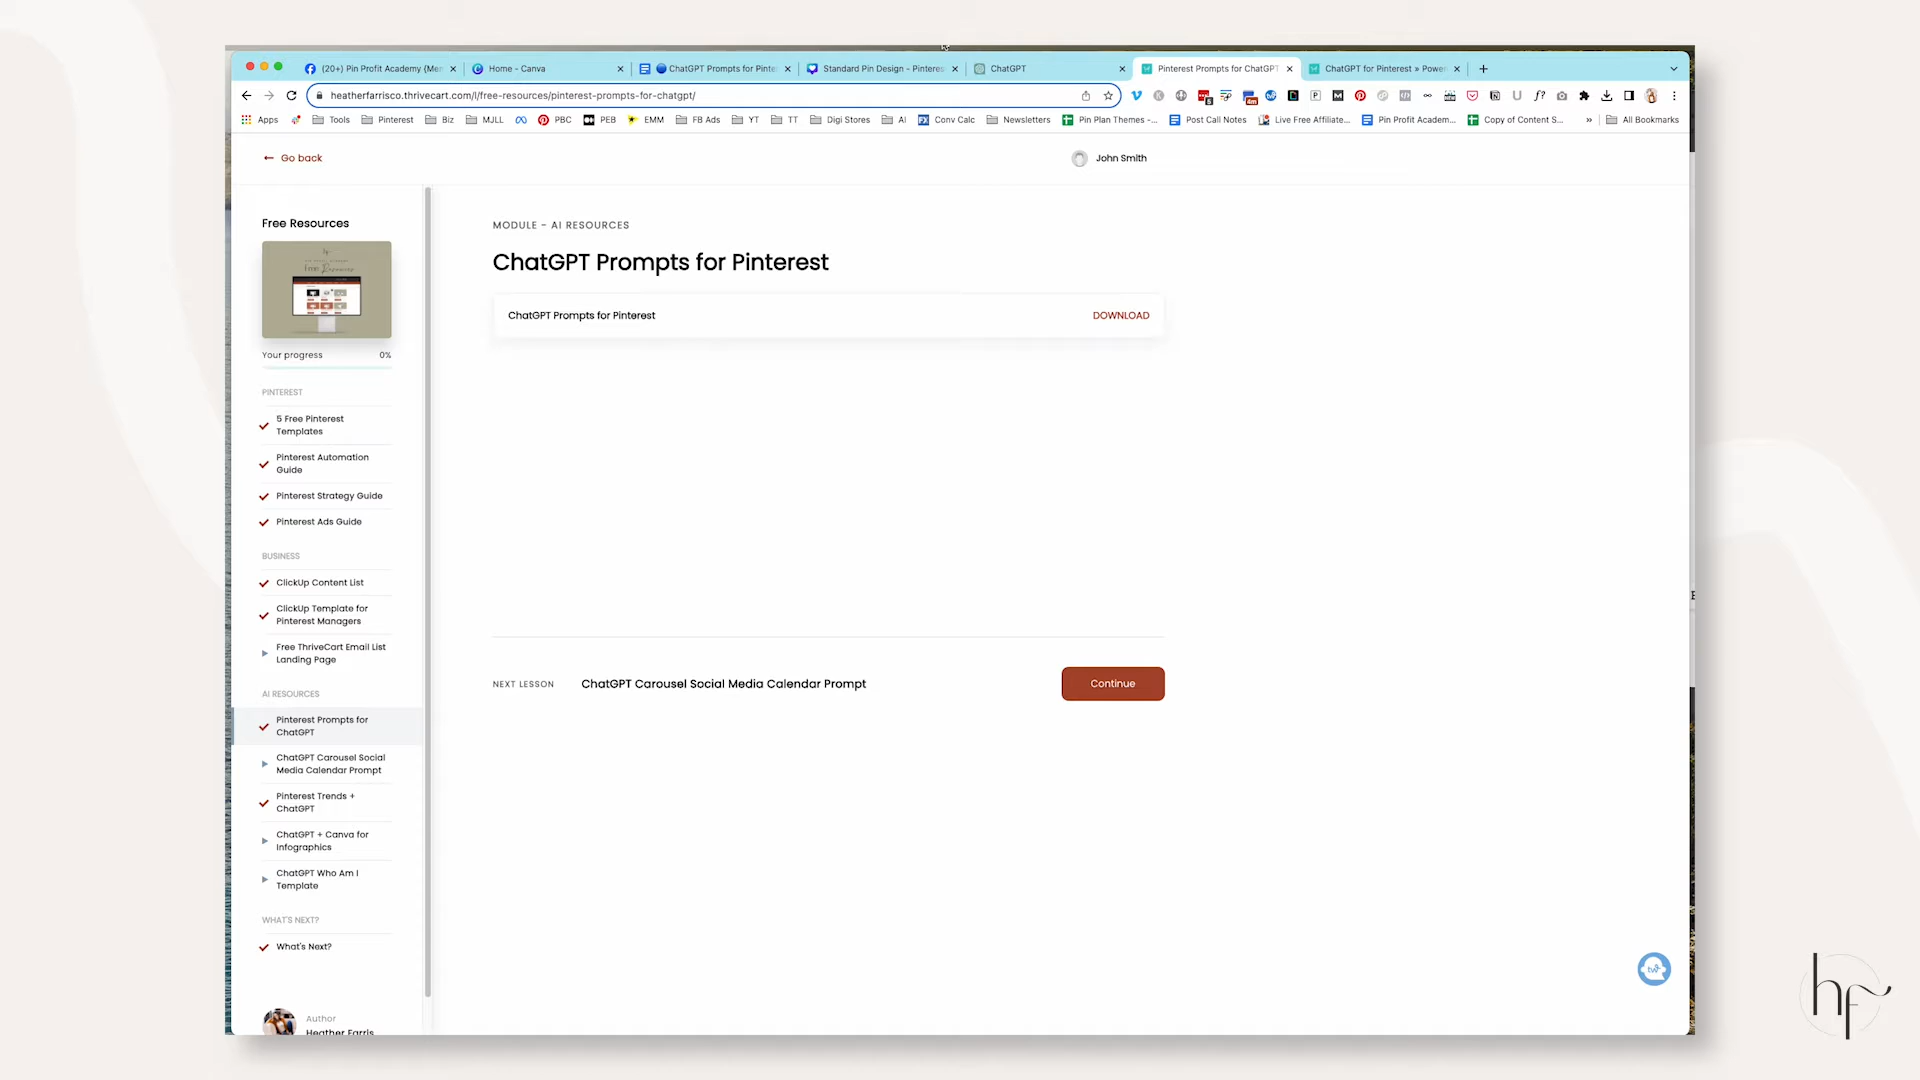 (20+) Pin Profit Academy {Mem
Home - Canva
ChatGPT Prompts for Pinte
Standard Pin Design - Pinteres
ChatGPT
Pinterest Prompts for ChatGPT
ChatGPT for Pinterest » Power
heatherfarrisco.thrivecart.com/l/free-resources/pinterest-prompts-for-chatgpt/
Apps
Tools
Pinterest
Biz
MJLL
PBC
PEB
EMM
FB Ads
YT
TT
Digi Stores
AI
Conv Calc
Newsletters
Pin Plan Themes -...
Post Call Notes
Live Free Affiliate...
Pin Profit Academ...
Copy of Content S...
»
All Bookmarks
← Go back
John Smith
Free Resources
Your progress 0%
PINTEREST
5 Free Pinterest
Templates
Pinterest Automation
Guide
Pinterest Strategy Guide
Pinterest Ads Guide
BUSINESS
ClickUp Content List
ClickUp Template for
Pinterest Managers
Free ThriveCart Email List
Landing Page
AI RESOURCES
Pinterest Prompts for
ChatGPT
ChatGPT Carousel Social
Media Calendar Prompt
Pinterest Trends +
ChatGPT
ChatGPT + Canva for
Infographics
ChatGPT Who Am I
Template
WHAT'S NEXT?
What's Next?
Author
Heather Farris
MODULE – AI RESOURCES
ChatGPT Prompts for Pinterest
ChatGPT Prompts for Pinterest
DOWNLOAD
NEXT LESSON
ChatGPT Carousel Social Media Calendar Prompt
Continue
hf